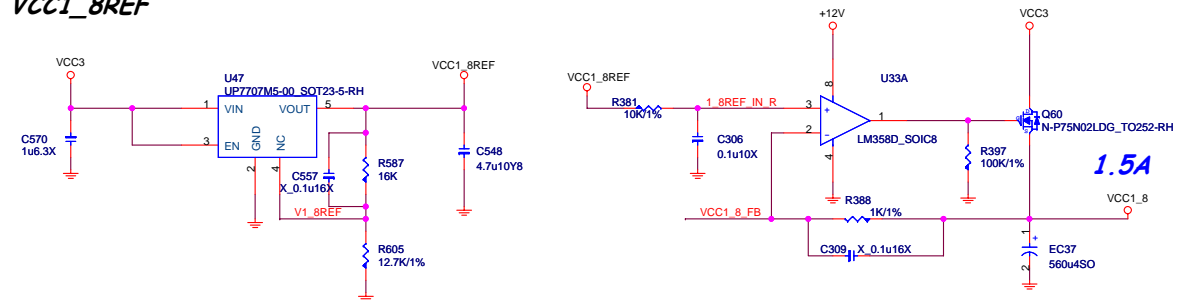 VCC1_8REF
VCC3
U47
UP7707M5-00_SOT23-5-RH
VCC1_8REF
1
VIN
VOUT
5
3
EN
GND
NC
2
4
C570
1u6.3X
C557
X_0.1u16X
R587
16K
C548
4.7u10Y8
V1_8REF
R605
12.7K/1%
+12V
VCC3
U33A
VCC1_8REF
R381
10K/1%
1_8REF_IN_R
8
3
+
2
-
1
4
LM358D_SOIC8
C306
0.1u10X
Q60
N-P75N02LDG_TO252-RH
R397
100K/1%
1.5A
R388
1K/1%
VCC1_8_FB
VCC1_8
C309
X_0.1u16X
1
+
2
EC37
560u4SO